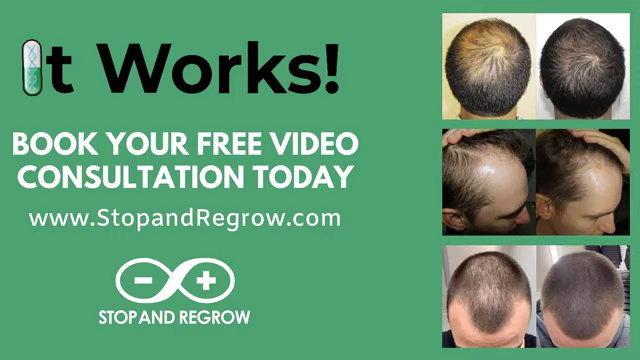 It Works!
BOOK YOUR FREE VIDEO
CONSULTATION TODAY
www.StopandRegrow.com
STOP AND REGROW